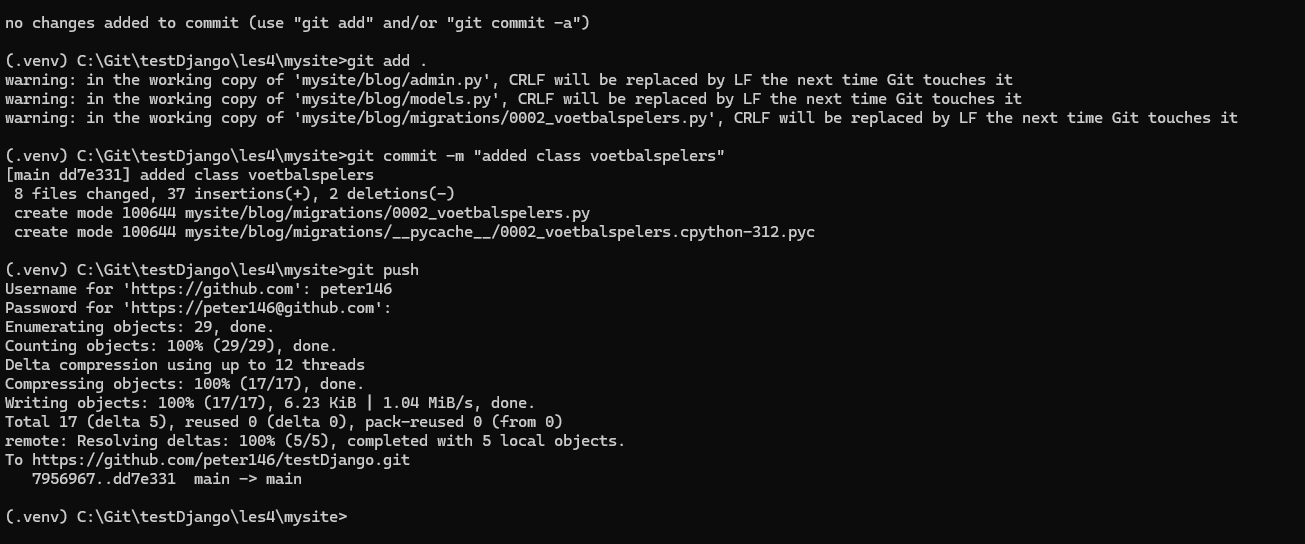 no changes added to commit (use "git add" and/or "git commit -a")
(.venv) C:\Git\testDjango\les4\mysite>git add .
warning: in the working copy of 'mysite/blog/admin.py', CRLF will be replaced by LF the next time Git touches it
warning: in the working copy of 'mysite/blog/models.py', CRLF will be replaced by LF the next time Git touches it
warning: in the working copy of 'mysite/blog/migrations/0002_voetbalspelers.py', CRLF will be replaced by LF the next time Git touches it
(.venv) C:\Git\testDjango\les4\mysite>git commit -m "added class voetbalspelers"
[main dd7e331] added class voetbalspelers
 8 files changed, 37 insertions(+), 2 deletions(-)
 create mode 100644 mysite/blog/migrations/0002_voetbalspelers.py
 create mode 100644 mysite/blog/migrations/__pycache__/0002_voetbalspelers.cpython-312.pyc
(.venv) C:\Git\testDjango\les4\mysite>git push
Username for 'https://github.com': peter146
Password for 'https://peter146@github.com':
Enumerating objects: 29, done.
Counting objects: 100% (29/29), done.
Delta compression using up to 12 threads
Compressing objects: 100% (17/17), done.
Writing objects: 100% (17/17), 6.23 KiB | 1.04 MiB/s, done.
Total 17 (delta 5), reused 0 (delta 0), pack-reused 0 (from 0)
remote: Resolving deltas: 100% (5/5), completed with 5 local objects.
To https://github.com/peter146/testDjango.git
   7956967..dd7e331  main -> main
(.venv) C:\Git\testDjango\les4\mysite>